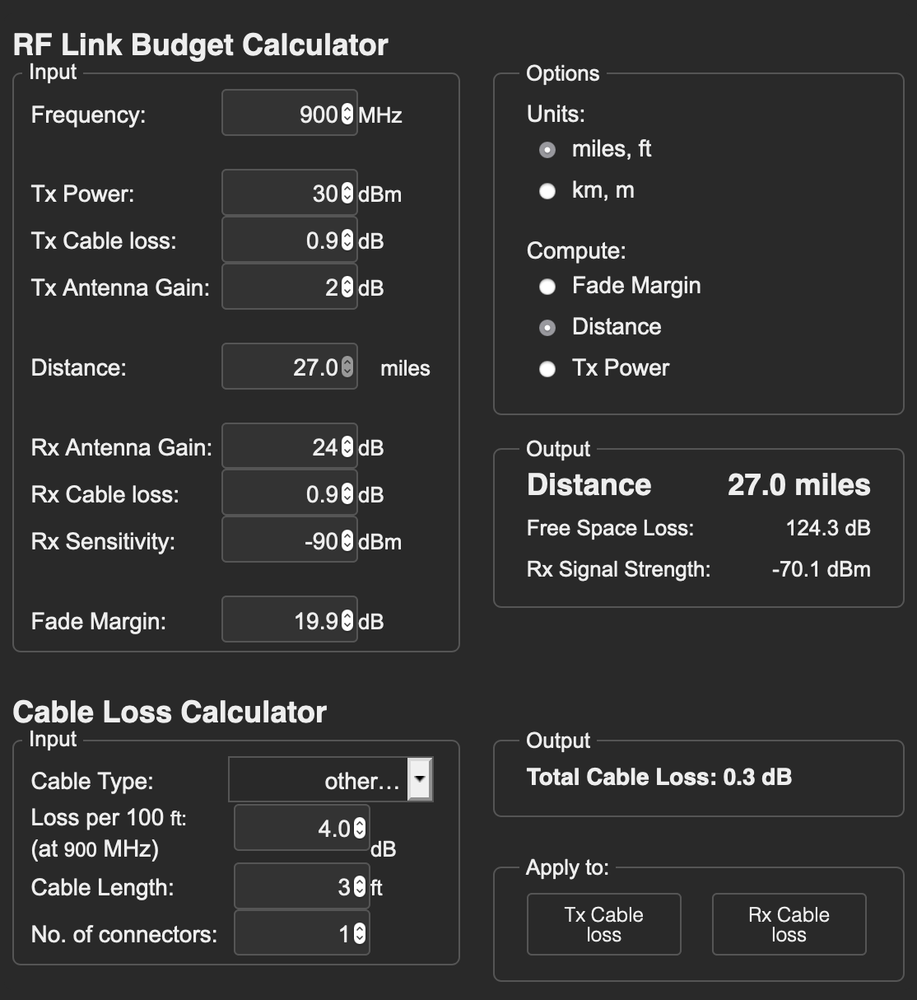 RF Link Budget Calculator
Input
Frequency: 900 MHz
Tx Power: 30 dBm
Tx Cable loss: 0.9 dB
Tx Antenna Gain: 2 dB
Distance: 27.0 miles
Rx Antenna Gain: 24 dB
Rx Cable loss: 0.9 dB
Rx Sensitivity: -90 dBm
Fade Margin: 19.9 dB
Options
Units:
miles, ft
km, m
Compute:
Fade Margin
Distance
Tx Power
Output
Distance 27.0 miles
Free Space Loss: 124.3 dB
Rx Signal Strength: -70.1 dBm
Cable Loss Calculator
Input
Cable Type: other...
Loss per 100 ft:
(at 900 MHz) 4.0 dB
Cable Length: 3 ft
No. of connectors: 1
Output
Total Cable Loss: 0.3 dB
Apply to:
Tx Cable
loss
Rx Cable
loss